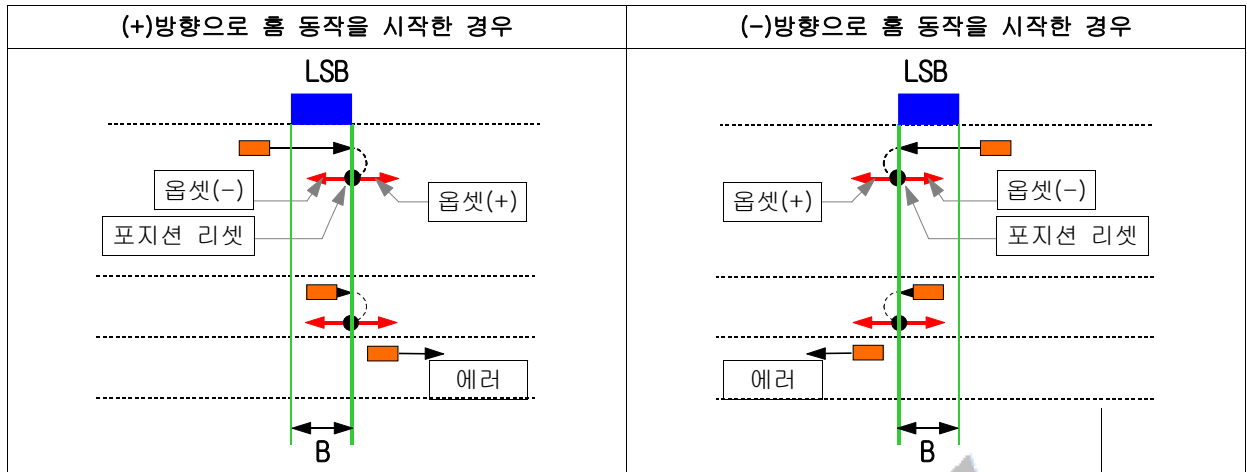 (+)방향으로 홈 동작을 시작한 경우
LSB
옵셋(-)
옵셋(+)
포지션 리셋
에러
B
(-)방향으로 홈 동작을 시작한 경우
LSB
옵셋(+)
옵셋(-)
포지션 리셋
에러
B